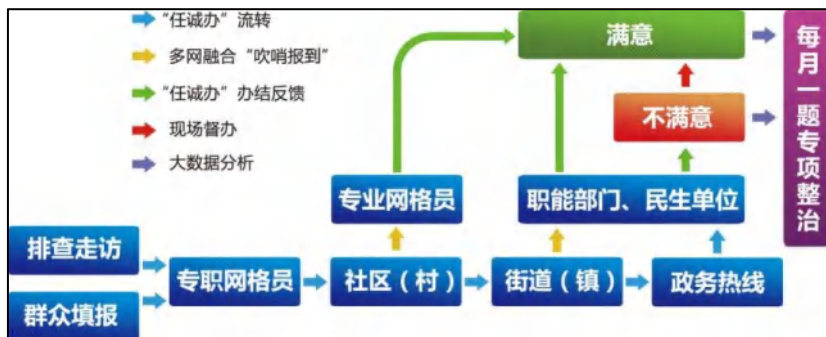 “任诚办”流转
多网融合“吹哨报到”
“任诚办”办结反馈
现场督办
大数据分析
满意
不满意
每月一题专项整治
专业网格员
职能部门、民生单位
排查走访
群众填报
专职网格员
社区（村）
街道（镇）
政务热线